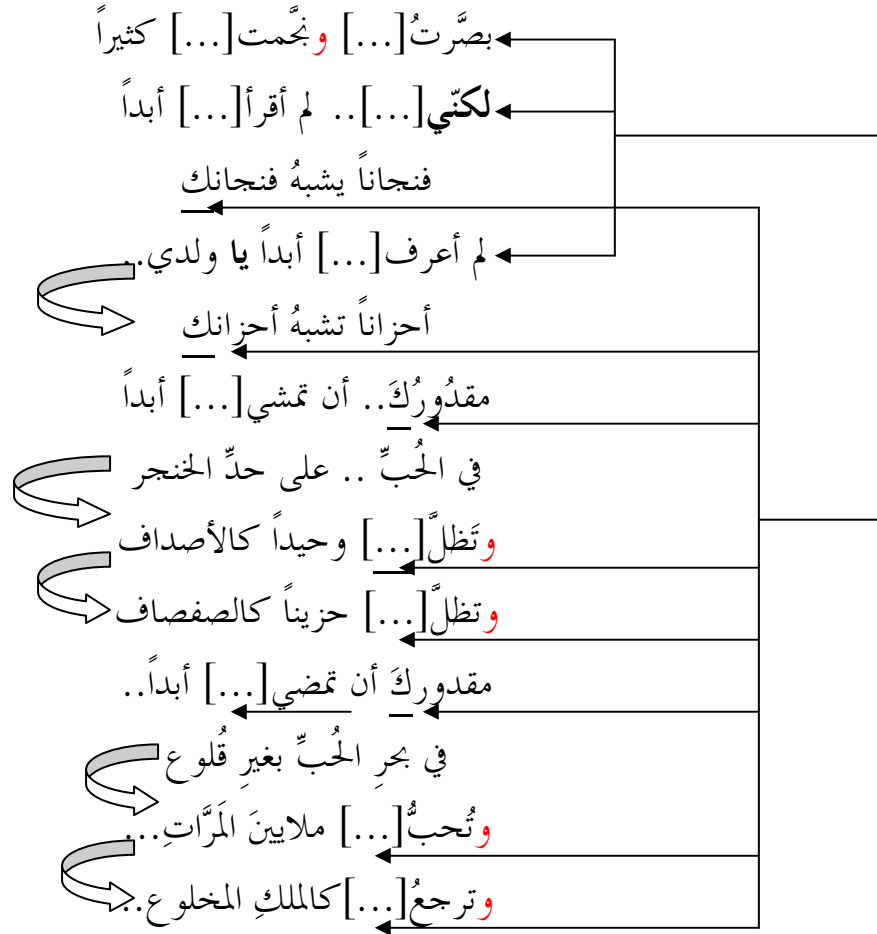 بصَّرتُ[...] ونجَّمت[...] كثيراً
لكنّي[...].. لم أقرأ[...] أبداً
فنجاناً يشبهُ فنجانك
لم أعرف[...] أبداً يا ولدي..
أحزاناً تشبهُ أحزانك
مقدُورُكَ.. أن تمشي[...] أبداً
في الحُبِّ .. على حدِّ الخنجر
وتَظلَّ[...] وحيداً كالأصداف
وتظلَّ[...] حزيناً كالصفصاف
مقدوركَ أن تمضي[...] أبداً..
في بحرِ الحُبِّ بغيرِ قُلوع
وتُحبُّ[...] ملايينَ المَرَّاتِ...
وترجعُ[...]كالملكِ المخلوع..